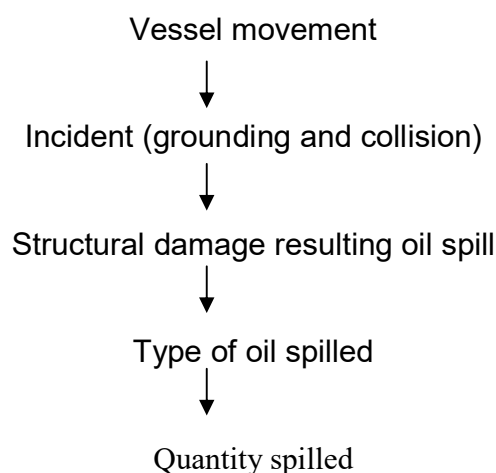 Vessel movement
Incident (grounding and collision)
Structural damage resulting oil spill
Type of oil spilled
Quantity spilled